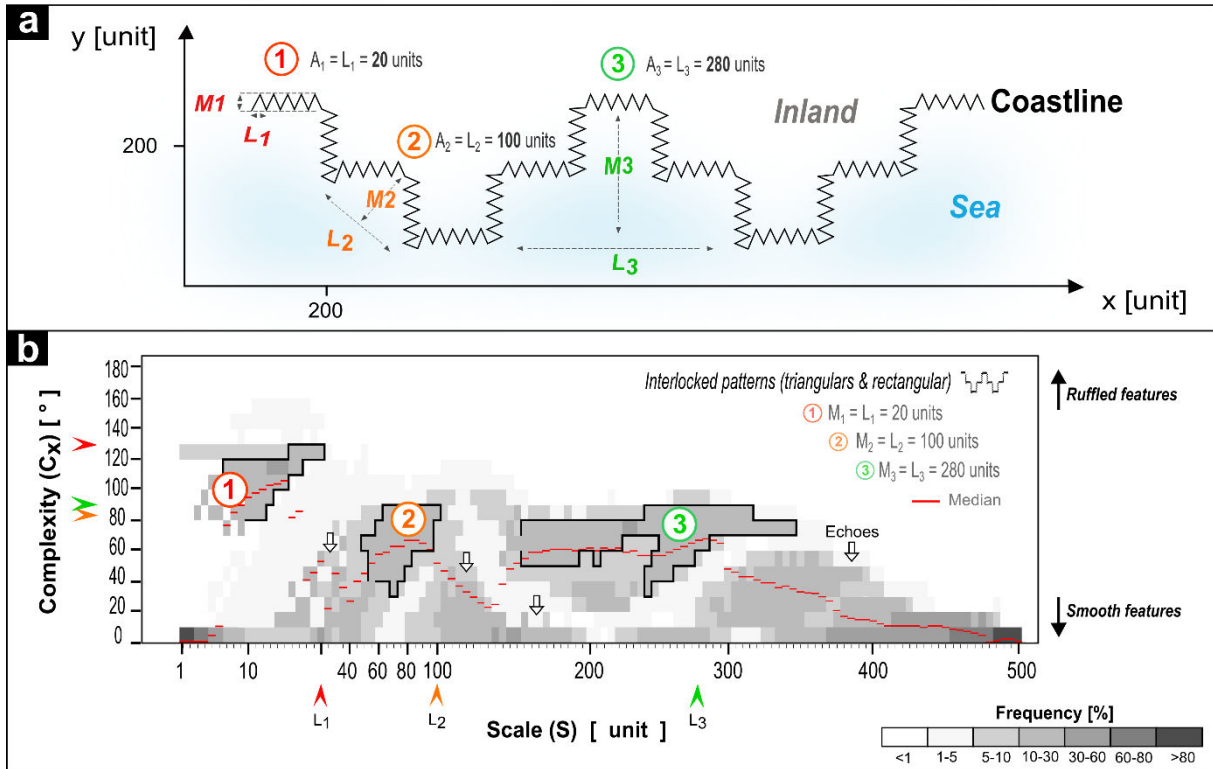 a
y [unit]
1
A1 = L1 = 20 units
3
A3 = L3 = 280 units
M1
L1
Inland
Coastline
2
A2 = L2 = 100 units
200
M3
M2
L2
Sea
L3
200
x [unit]
b
Complexity (Cx) [ ° ]
180
160
140
120
100
80
60
40
20
0
Interlocked patterns (triangulars & rectangular)
1 M1 = L1 = 20 units
2 M2 = L2 = 100 units
3 M3 = L3 = 280 units
Median
Ruffled features
1
2
3
Echoes
Smooth features
1 10 40 60 80 100 200 300 400 500
L1 L2 L3
Scale (S) [ unit ]
Frequency [%]
<1 1-5 5-10 10-30 30-60 60-80 >80